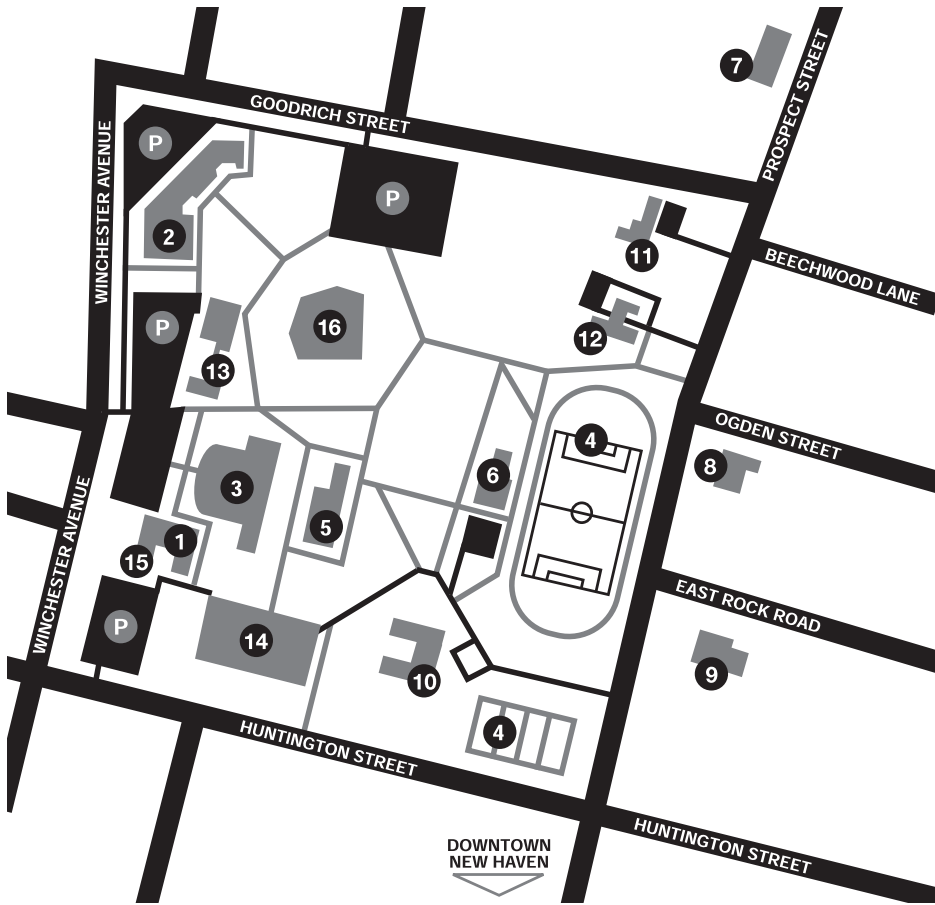 7
PROSPECT STREET
GOODRICH STREET
WINCHESTER AVENUE
P
P
2
11
BEECHWOOD LANE
16
P
12
13
OGDEN STREET
4
8
6
3
5
1
15
WINCHESTER AVENUE
EAST ROCK ROAD
P
14
10
9
4
HUNTINGTON STREET
HUNTINGTON STREET
DOWNTOWN
NEW HAVEN